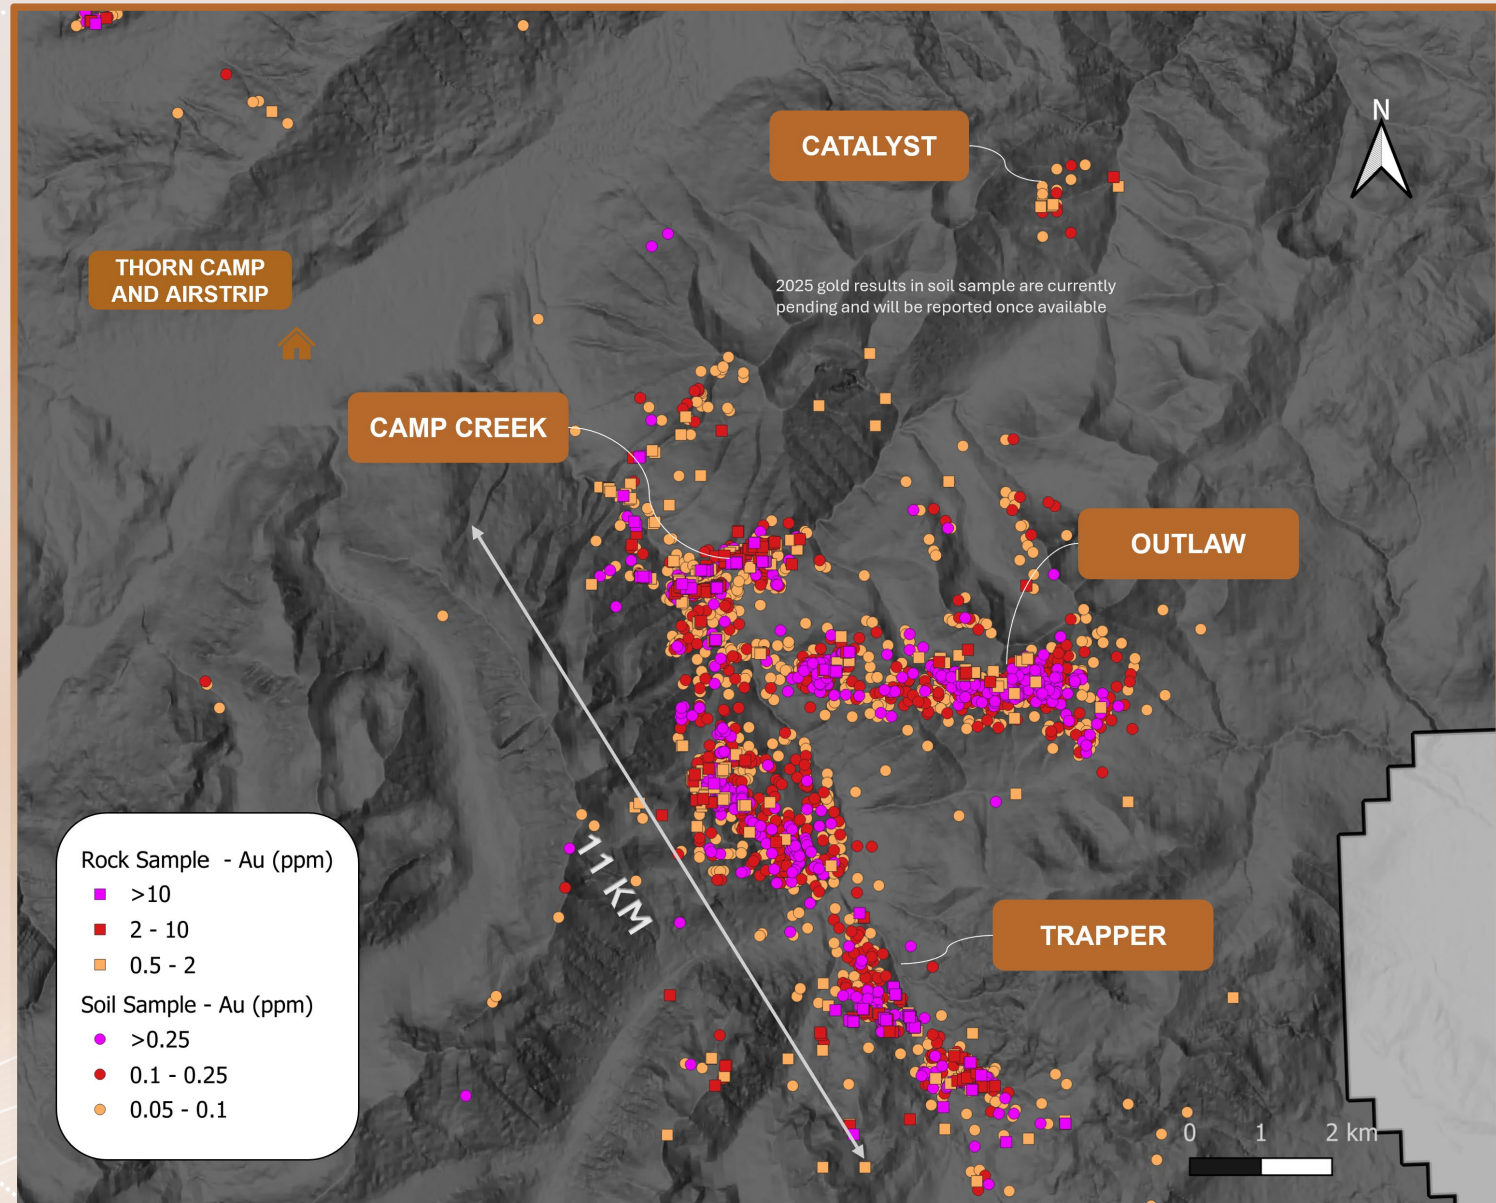 N
CATALYST
THORN CAMP
AND AIRSTRIP
2025 gold results in soil sample are currently
pending and will be reported once available
CAMP CREEK
OUTLAW
11 KM
TRAPPER
Rock Sample - Au (ppm)
>10
2 - 10
0.5 - 2
Soil Sample - Au (ppm)
>0.25
0.1 - 0.25
0.05 - 0.1
0 1 2 km